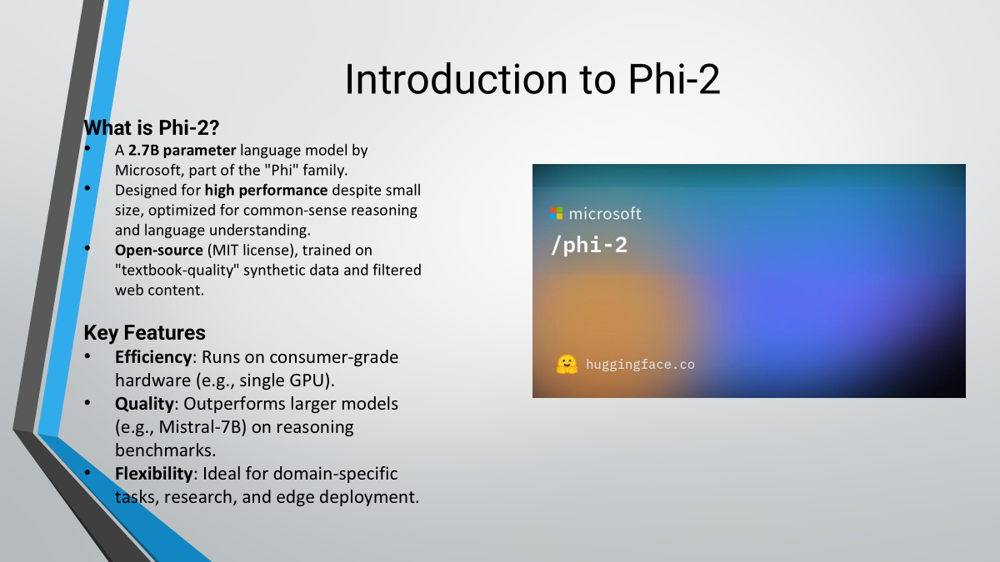 Introduction to Phi-2
What is Phi-2?
• A 2.7B parameter language model by
Microsoft, part of the "Phi" family.
• Designed for high performance despite small
size, optimized for common-sense reasoning
and language understanding.
• Open-source (MIT license), trained on
"textbook-quality" synthetic data and filtered
web content.
Key Features
• Efficiency: Runs on consumer-grade
hardware (e.g., single GPU).
• Quality: Outperforms larger models
(e.g., Mistral-7B) on reasoning
benchmarks.
• Flexibility: Ideal for domain-specific
tasks, research, and edge deployment.
microsoft
/phi-2
huggingface.co